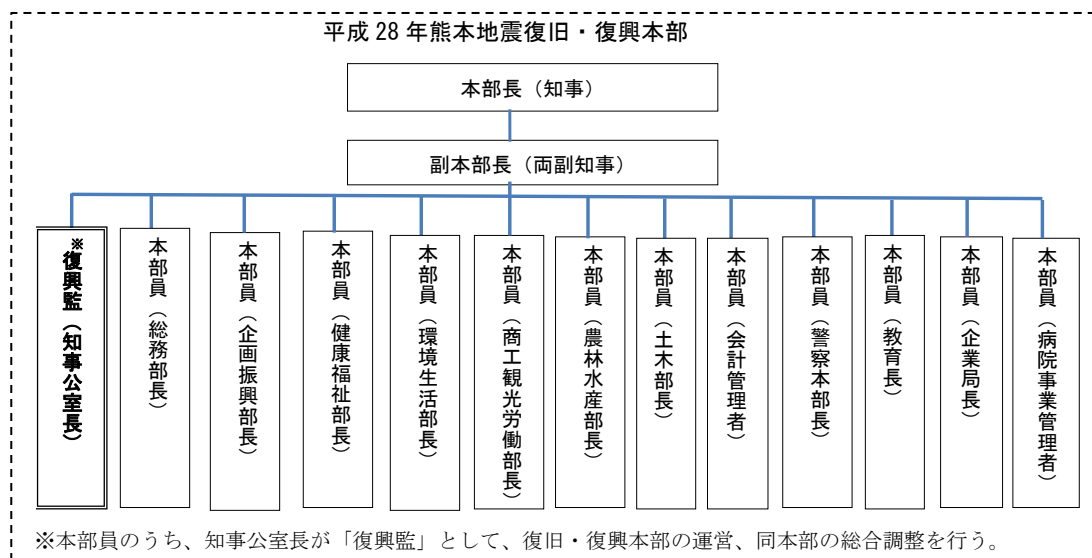 平成 28 年熊本地震復旧・復興本部
本部長（知事）
副本部長（両副知事）
※復興監（知事公室長）
本部員（総務部長）
本部員（企画振興部長）
本部員（健康福祉部長）
本部員（環境生活部長）
本部員（商工観光労働部長）
本部員（農林水産部長）
本部員（土木部長）
本部員（会計管理者）
本部員（警察本部長）
本部員（教育長）
本部員（企業局長）
本部員（病院事業管理者）
※本部員のうち、知事公室長が「復興監」として、復旧・復興本部の運営、同本部の総合調整を行う。